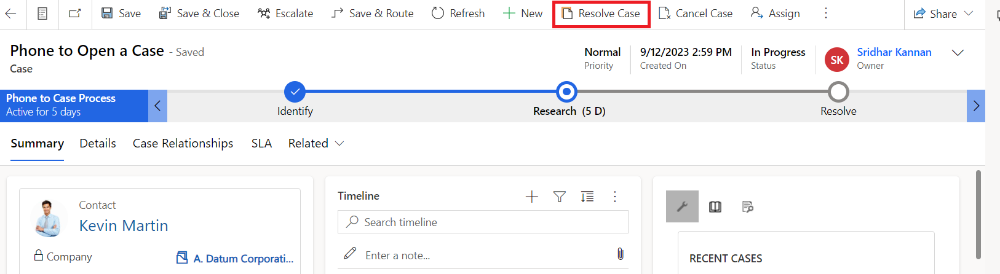 Save Save & Close Escalate Save & Route Refresh New Resolve Case Cancel Case Assign Share
Phone to Open a Case - Saved
Case
Normal
Priority
9/12/2023 2:59 PM
Created On
In Progress
Status
SK
Sridhar Kannan
Owner
Phone to Case Process
Active for 5 days
Identify
Research (5 D)
Resolve
Summary Details Case Relationships SLA Related
Contact
Kevin Martin
Company A. Datum Corporati...
Timeline
Search timeline
Enter a note...
RECENT CASES